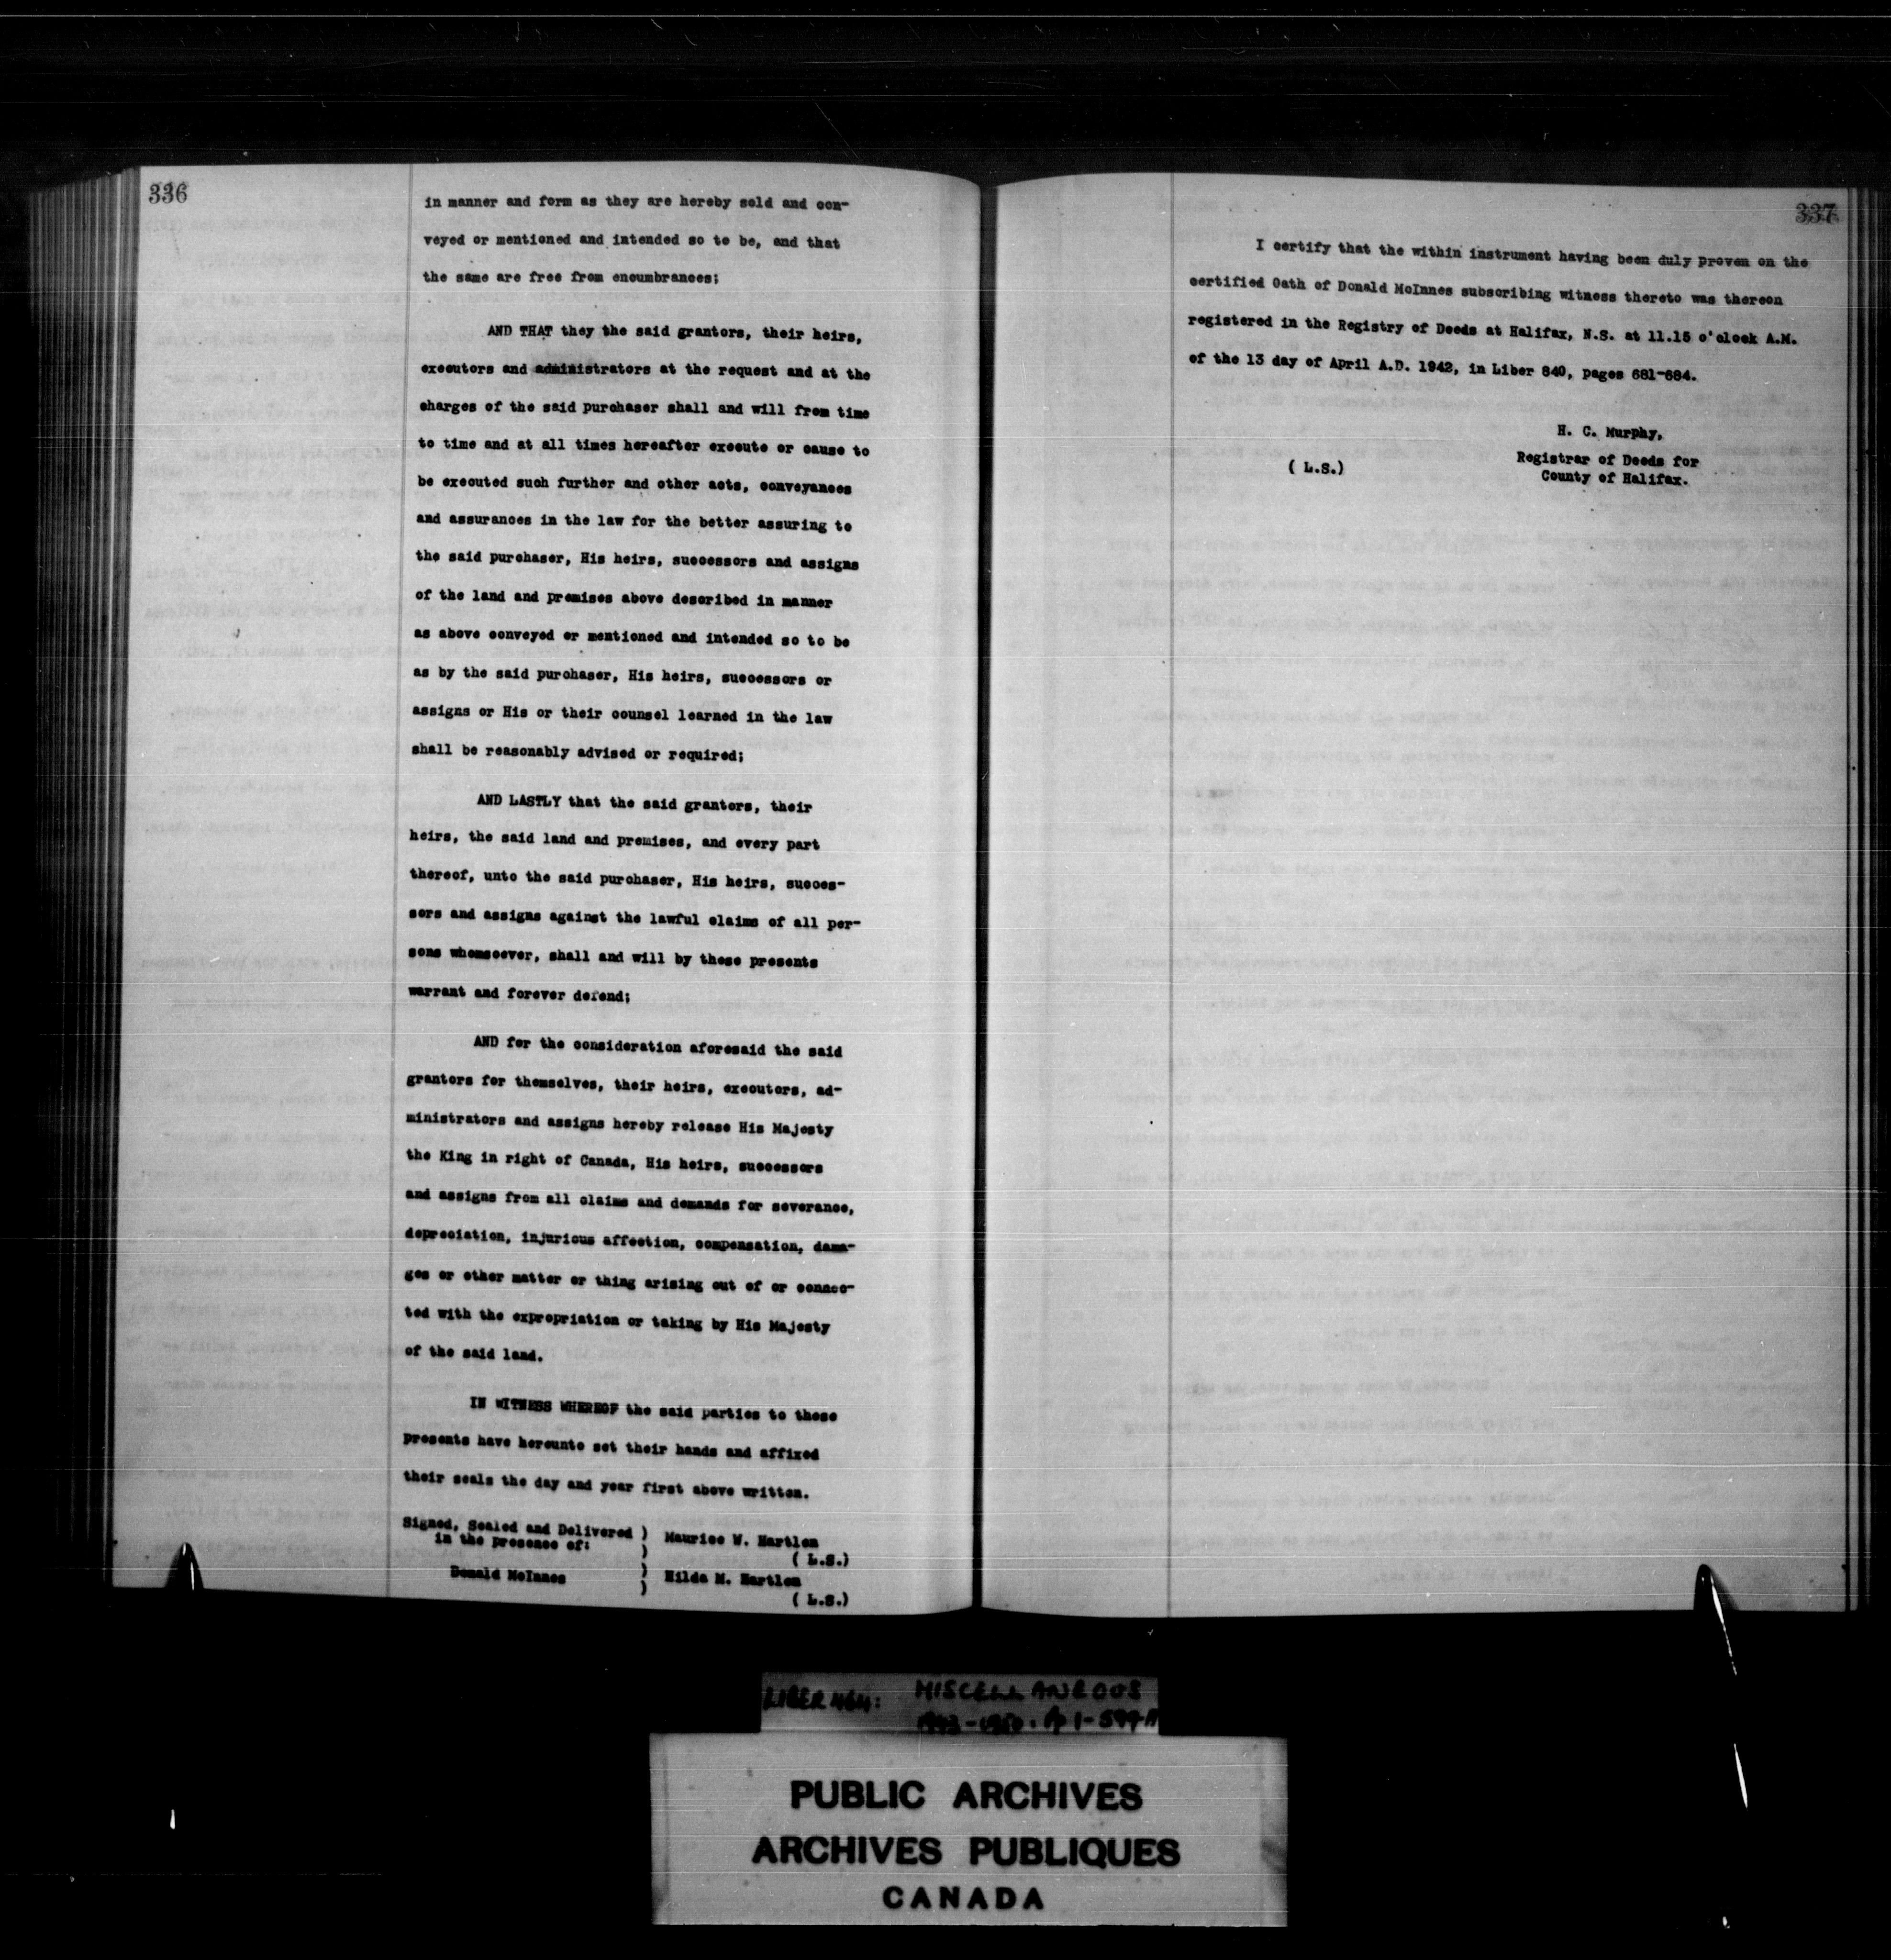 336
in manner and form as they are hereby sold and con-
veyed or mentioned and intended so to be, and that
the same are free from encumbrances;
AND THAT they the said grantors, their heirs,
executors and administrators at the request and at the
charges of the said purchaser shall and will from time
to time and at all times hereafter execute or cause to
be executed such further and other acts, conveyances
and assurances in the law for the better assuring to
the said purchaser, His heirs, successors and assigns
of the land and premises above described in manner
as above conveyed or mentioned and intended so to be
as by the said purchaser, His heirs, successors or
assigns or His or their counsel learned in the law
shall be reasonably advised or required;
AND LASTLY that the said grantors, their
heirs, the said land and premises, and every part
thereof, unto the said purchaser, His heirs, succes-
sors and assigns against the lawful claims of all per-
sons whomsoever, shall and will by these presents
warrant and forever defend;
AND for the consideration aforesaid the said
grantors for themselves, their heirs, executors, ad-
ministrators and assigns hereby release His Majesty
the King in right of Canada, His heirs, successors
and assigns from all claims and demands for severance,
depreciation, injurious affection, compensation, dama-
ges or other matter or thing arising out of or connec-
ted with the expropriation or taking by His Majesty
of the said land.
IN WITNESS WHEREOF the said parties to these
presents have hereunto set their hands and affixed
their seals the day and year first above written.
Signed, Sealed and Delivered ) Maurice W. Hartlen
in the presence of: ) ( L.S.)
Donald McInnes ) Hilda M. Hartlen
) ( L.S.)
337
I certify that the within instrument having been duly proven on the
certified Oath of Donald McInnes subscribing witness thereto was thereon
registered in the Registry of Deeds at Halifax, N.S. at 11.15 o'clock A.M.
of the 13 day of April A.D. 1942, in Liber 840, pages 681-684.
H. C. Murphy,
( L.S.) Registrar of Deeds for
County of Halifax.
LIBER 464: MISCELLANEOUS
PUBLIC ARCHIVES
ARCHIVES PUBLIQUES
CANADA